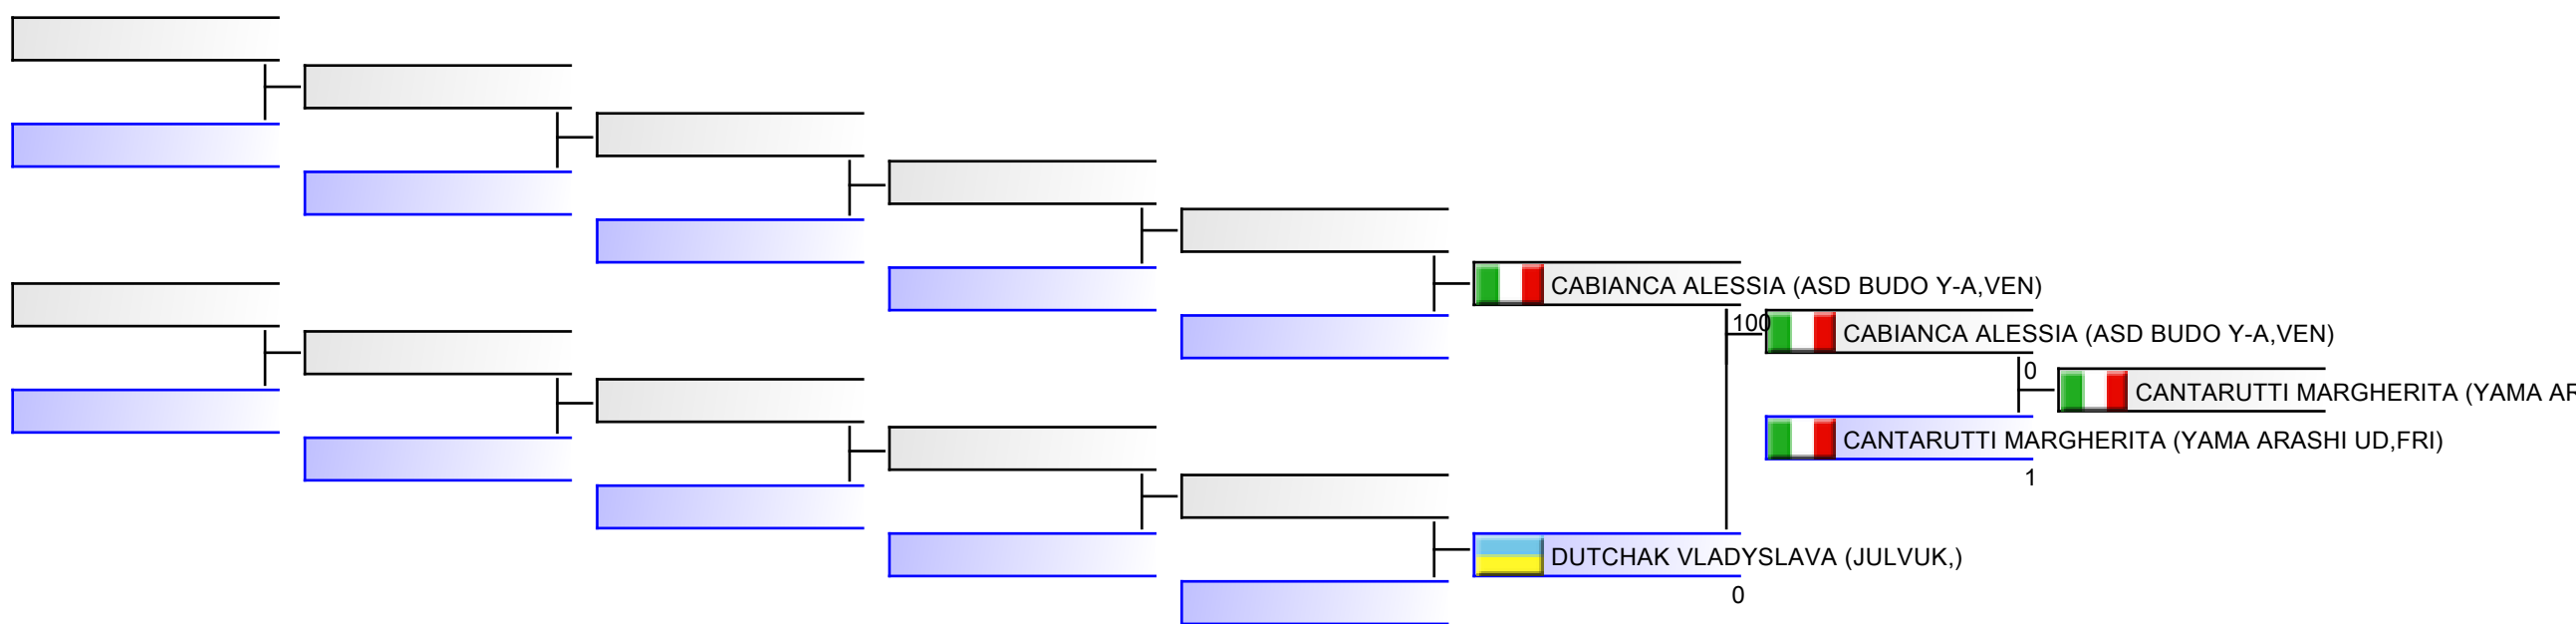 CABIANCA ALESSIA (ASD BUDO Y-A,VEN)
100
CABIANCA ALESSIA (ASD BUDO Y-A,VEN)
0
CANTARUTTI MARGHERITA (YAMA AR
CANTARUTTI MARGHERITA (YAMA ARASHI UD,FRI)
1
DUTCHAK VLADYSLAVA (JULVUK,)
0